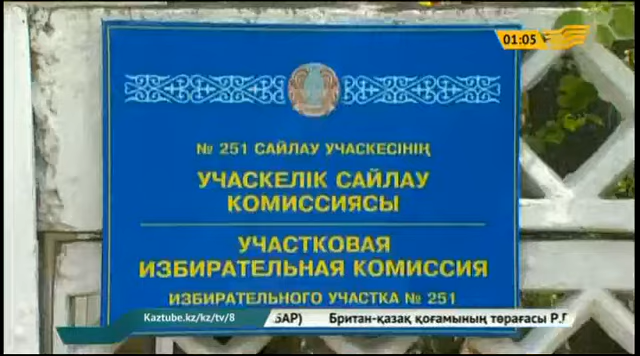 01:05
№ 251 САЙЛАУ УЧАСКЕСІНІҢ
УЧАСКЕЛІК САЙЛАУ
КОМИССИЯСЫ
УЧАСТКОВАЯ
ИЗБИРАТЕЛЬНАЯ КОМИССИЯ
ИЗБИРАТЕЛЬНОГО УЧАСТКА № 251
Kaztube.kz/kz/tv/8 БАР) Британ-қазақ қоғамының төрағасы Р.